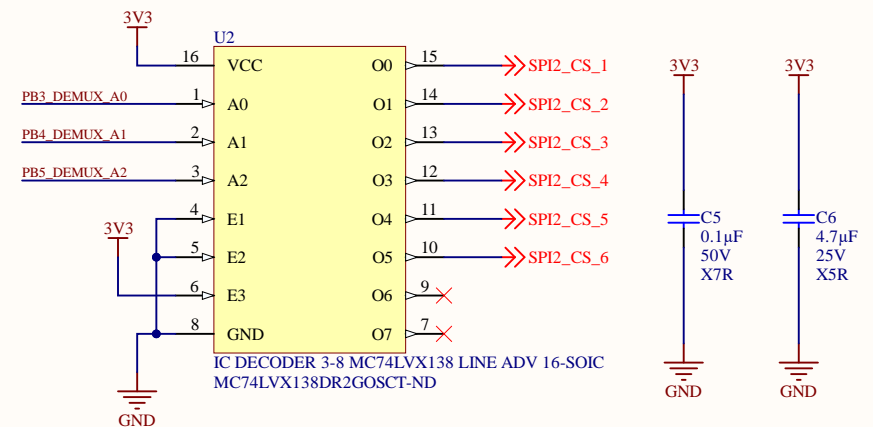 3V3
U2
16 VCC O0 15 SPI2_CS_1
PB3_DEMUX_A0 1 A0 O1 14 SPI2_CS_2
PB4_DEMUX_A1 2 A1 O2 13 SPI2_CS_3
PB5_DEMUX_A2 3 A2 O3 12 SPI2_CS_4
4 E1 O4 11 SPI2_CS_5
3V3
5 E2 O5 10 SPI2_CS_6
6 E3 O6 9
8 GND O7 7
IC DECODER 3-8 MC74LVX138 LINE ADV 16-SOIC
MC74LVX138DR2GOSCT-ND
GND
3V3
C5
0.1µF
50V
X7R
GND
3V3
C6
4.7µF
25V
X5R
GND